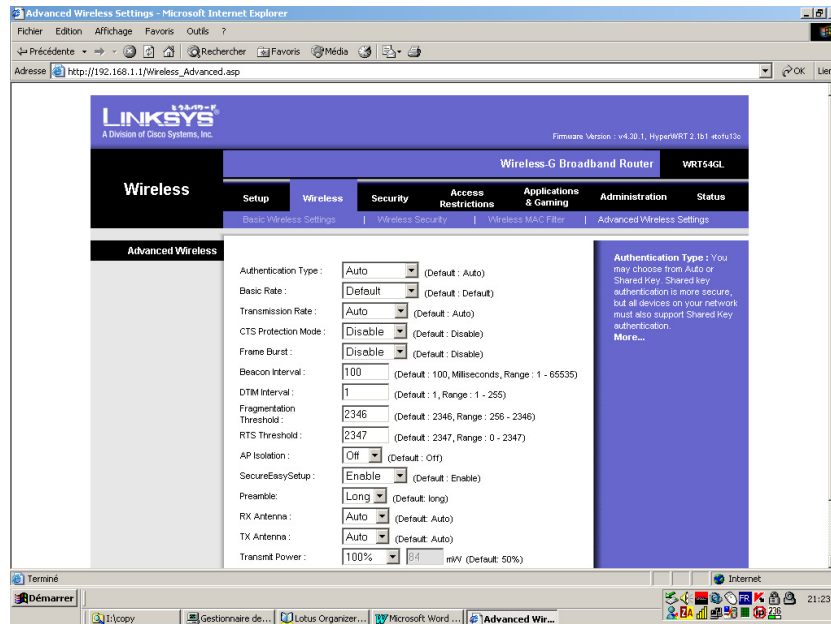 Advanced Wireless Settings - Microsoft Internet Explorer
Fichier Edition Affichage Favoris Outils ?
Précédente Rechercher Favoris Média
Adresse http://192.168.1.1/Wireless_Advanced.asp OK Lier
LINKSYS
A Division of Cisco Systems, Inc.
Firmware Version : v4.30.1, HyperWRT 2.1b1 +tofu13c
Wireless-G Broadband Router WRT54GL
Wireless
Setup Wireless Security Access Restrictions Applications & Gaming Administration Status
Basic Wireless Settings | Wireless Security | Wireless MAC Filter | Advanced Wireless Settings
Advanced Wireless
Authentication Type : Auto (Default : Auto)
Basic Rate : Default (Default : Default)
Transmission Rate : Auto (Default : Auto)
CTS Protection Mode : Disable (Default : Disable)
Frame Burst : Disable (Default : Disable)
Beacon Interval : 100 (Default : 100, Milliseconds, Range : 1 - 65535)
DTIM Interval : 1 (Default : 1, Range : 1 - 255)
Fragmentation
Threshold : 2346 (Default : 2346, Range : 256 - 2346)
RTS Threshold : 2347 (Default : 2347, Range : 0 - 2347)
AP Isolation : Off (Default : Off)
SecureEasySetup : Enable (Default : Enable)
Preamble: Long (Default: long)
RX Antenna : Auto (Default: Auto)
TX Antenna : Auto (Default: Auto)
Transmit Power : 100% 84 mW (Default: 50%)
Authentication Type : You
may choose from Auto or
Shared Key. Shared key
authentication is more secure,
but all devices on your network
must also support Shared Key
authentication.
More...
Terminé Internet
Démarrer FR 21:23
I:\copy Gestionnaire de... Lotus Organizer... Microsoft Word ... Advanced Wir... 236